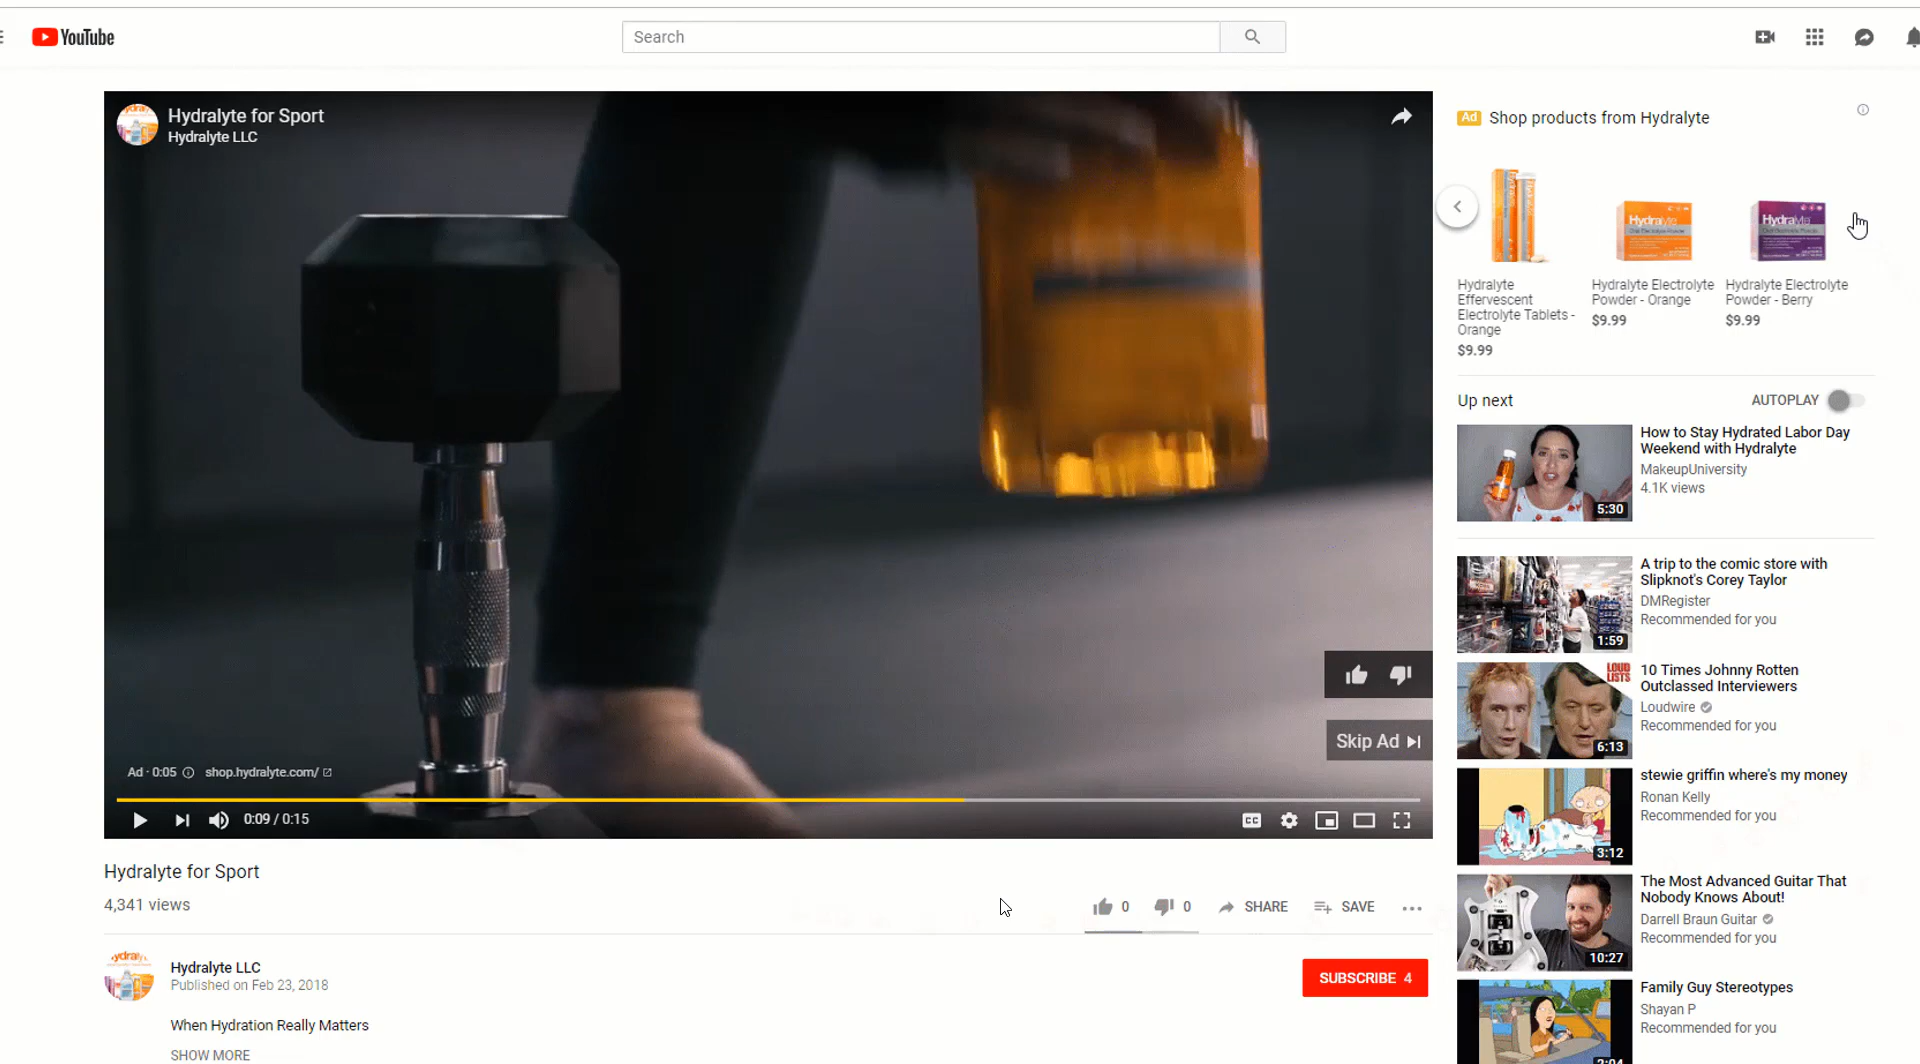 YouTube
Search
Hydralyte for Sport
Hydralyte LLC
Ad · 0:05 shop.hydralyte.com/
0:09 / 0:15
CC
Skip Ad
Hydralyte for Sport
4,341 views
0 0 SHARE SAVE
Hydralyte LLC
Published on Feb 23, 2018
SUBSCRIBE 4
When Hydration Really Matters
SHOW MORE
Ad Shop products from Hydralyte
Hydralyte
Hydralyte
Hydralyte
Effervescent
Electrolyte Tablets -
Orange
$9.99
Hydralyte Electrolyte
Powder - Orange
$9.99
Hydralyte Electrolyte
Powder - Berry
$9.99
Up next AUTOPLAY
5:30
How to Stay Hydrated Labor Day
Weekend with Hydralyte
MakeupUniversity
4.1K views
1:59
A trip to the comic store with
Slipknot's Corey Taylor
DMRegister
Recommended for you
LOUD
LISTS
6:13
10 Times Johnny Rotten
Outclassed Interviewers
Loudwire
Recommended for you
3:12
stewie griffin where's my money
Ronan Kelly
Recommended for you
10:27
The Most Advanced Guitar That
Nobody Knows About!
Darrell Braun Guitar
Recommended for you
Family Guy Stereotypes
Shayan P
Recommended for you